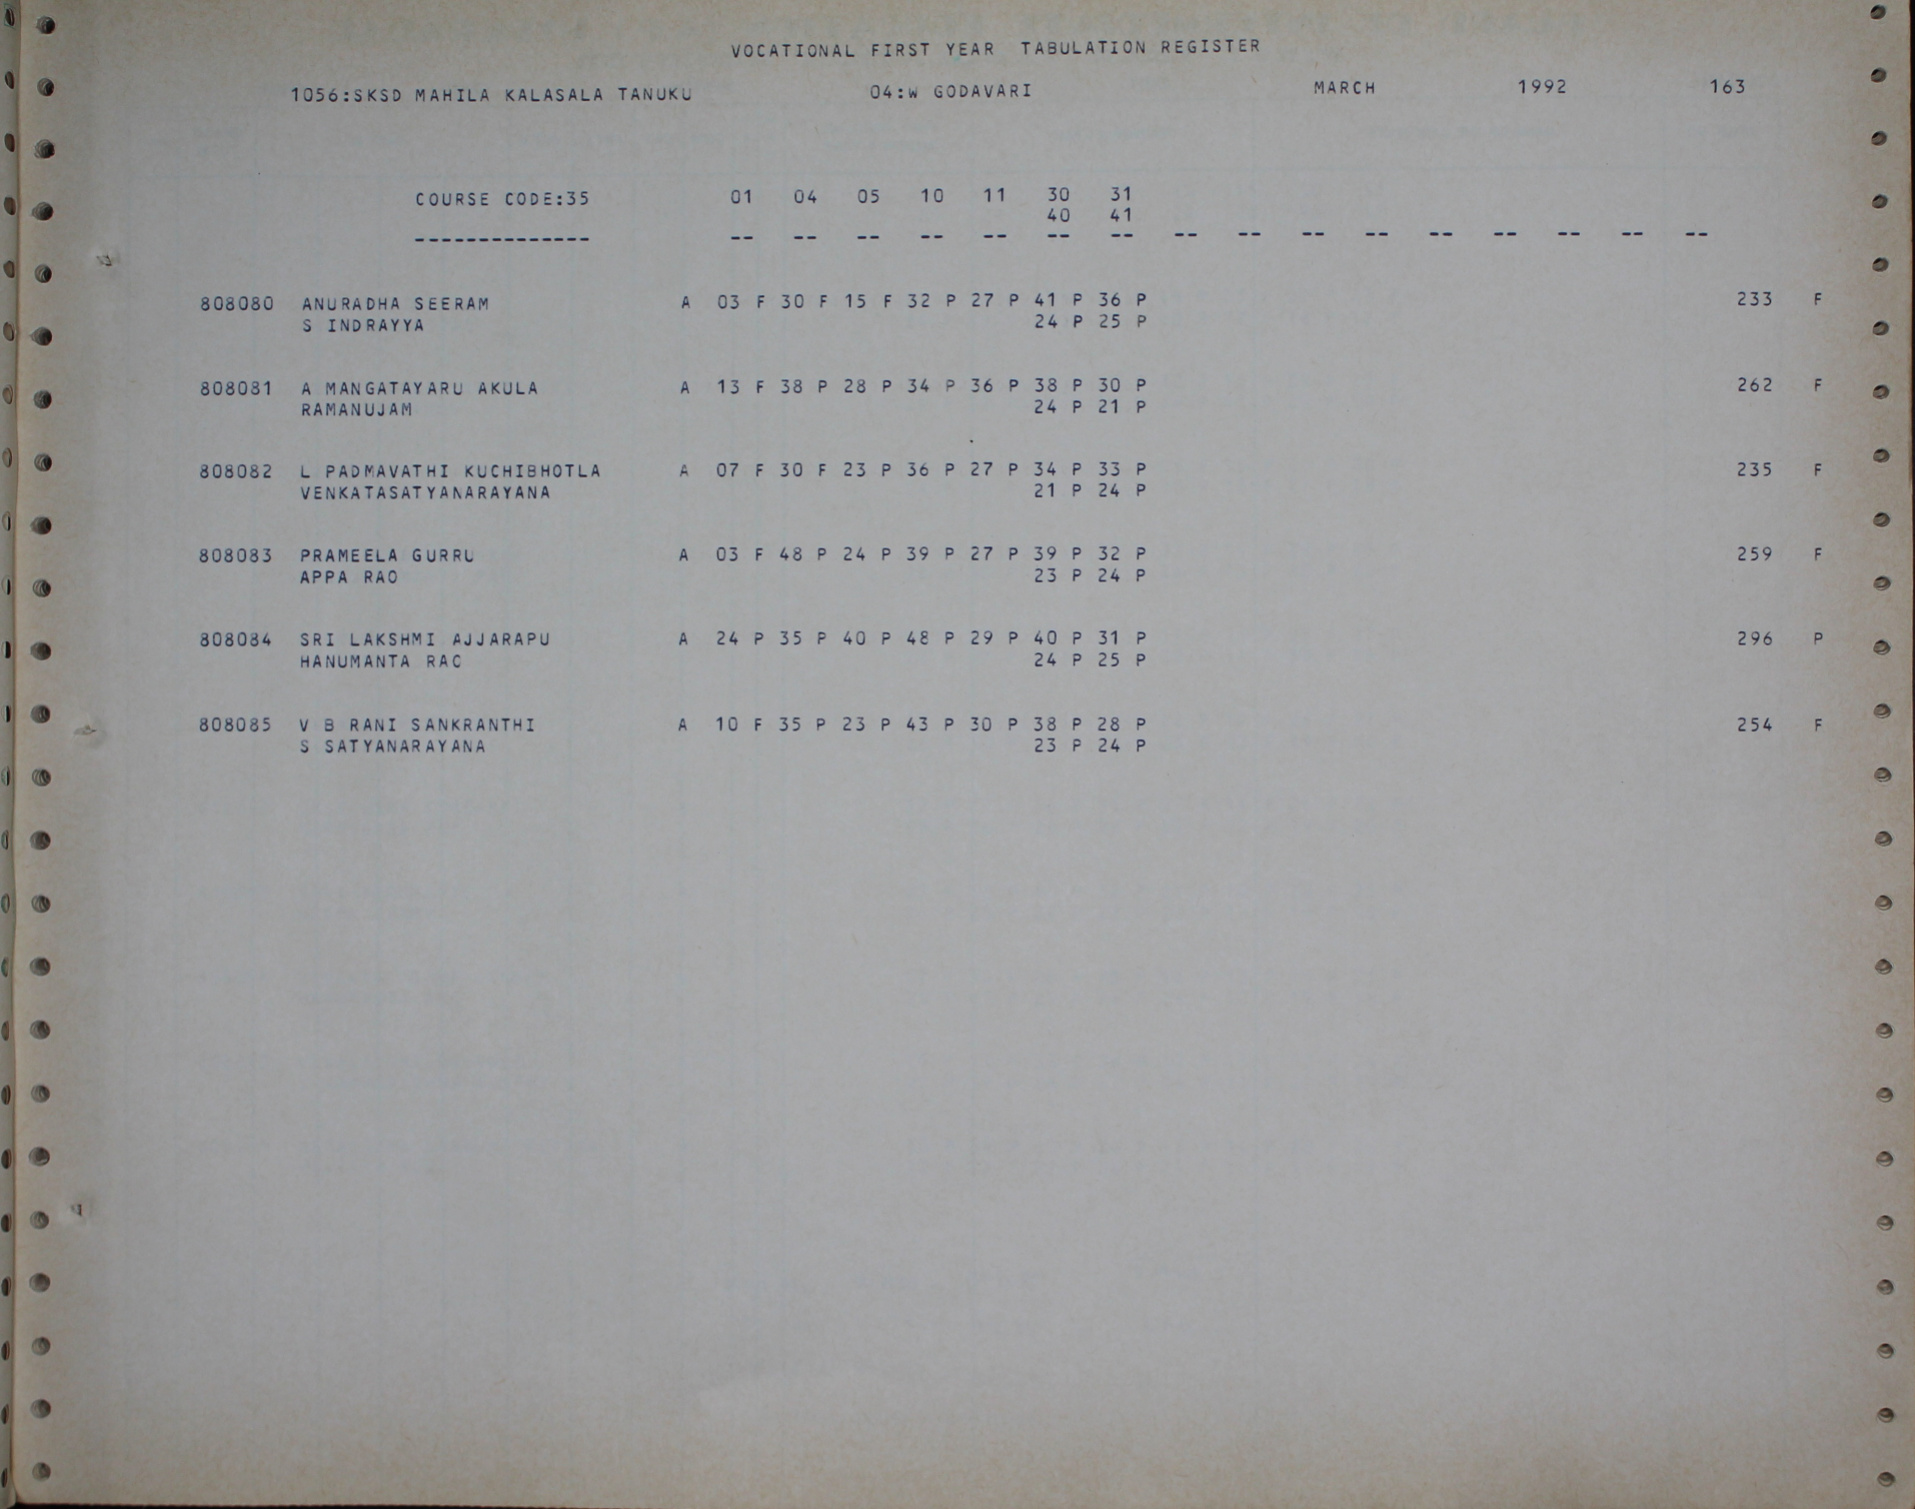 VOCATIONAL FIRST YEAR TABULATION REGISTER
1056:SKSD MAHILA KALASALA TANUKU 04:W GODAVARI MARCH 1992 163
COURSE CODE:35 01 04 05 10 11 30 31
40 41
-------------- -- -- -- -- -- -- -- -- -- -- -- -- -- -- -- --
808080 ANURADHA SEERAM A 03 F 30 F 15 F 32 P 27 P 41 P 36 P 233 F
S INDRAYYA 24 P 25 P
808081 A MANGATAYARU AKULA A 13 F 38 P 28 P 34 P 36 P 38 P 30 P 262 F
RAMANUJAM 24 P 21 P
808082 L PADMAVATHI KUCHIBHOTLA A 07 F 30 F 23 P 36 P 27 P 34 P 33 P 235 F
VENKATASATYANARAYANA 21 P 24 P
808083 PRAMEELA GURRU A 03 F 48 P 24 P 39 P 27 P 39 P 32 P 259 F
APPA RAO 23 P 24 P
808084 SRI LAKSHMI AJJARAPU A 24 P 35 P 40 P 48 P 29 P 40 P 31 P 296 P
HANUMANTA RAO 24 P 25 P
808085 V B RANI SANKRANTHI A 10 F 35 P 23 P 43 P 30 P 38 P 28 P 254 F
S SATYANARAYANA 23 P 24 P